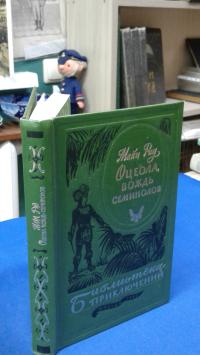 Майн Рид
Оцеола,
вождь
семинолов
Библиотека
приключений